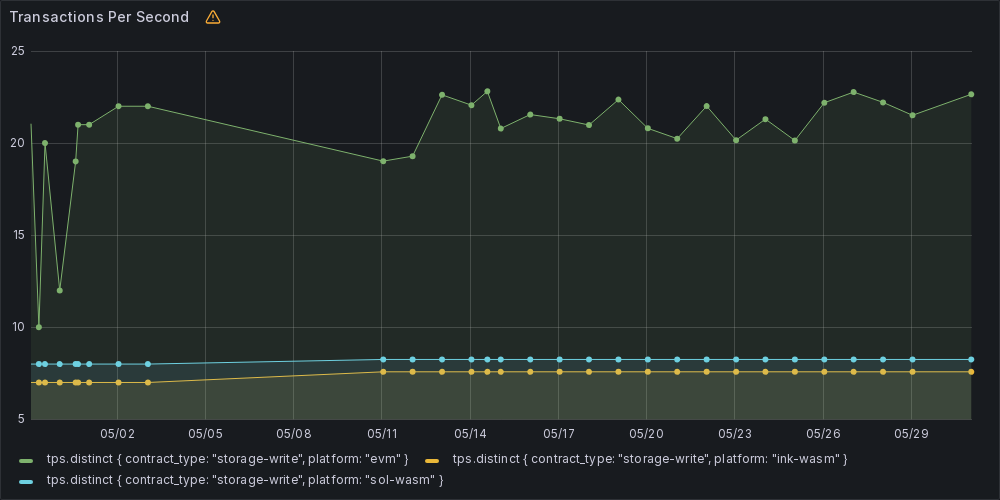 Transactions Per Second
25
20
15
10
5
05/02 05/05 05/08 05/11 05/14 05/17 05/20 05/23 05/26 05/29
tps.distinct { contract_type: "storage-write", platform: "evm" } tps.distinct { contract_type: "storage-write", platform: "ink-wasm" }
tps.distinct { contract_type: "storage-write", platform: "sol-wasm" }